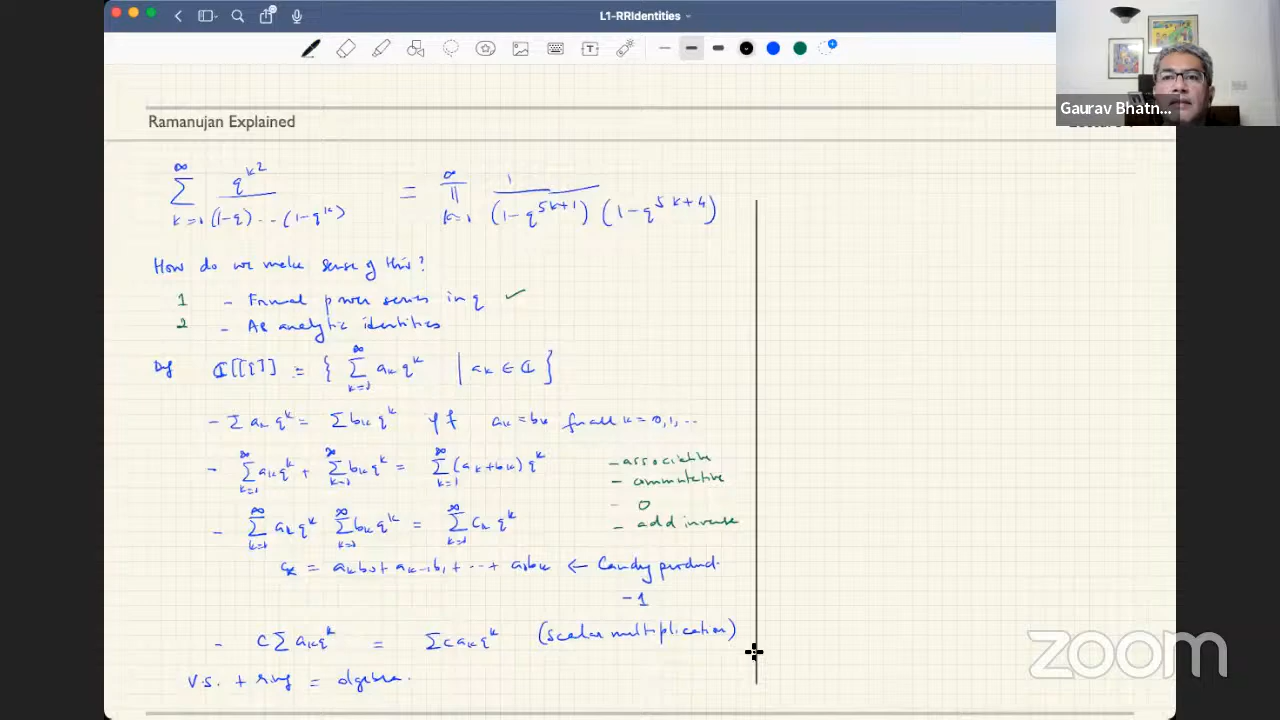 L1-RRIdentities
Gaurav Bhatn...
Ramanujan Explained
∞ ∑ k=0 q^{k^2} / (1-q) ... (1-q^k) = ∞ ∏ k=0 1 / (1-q^{5k+1}) (1-q^{5k+4})
How do we make sense of this?
1 - Formal power series in q ✓
2 - As analytic identities
Def ℂ[[q]] := { ∞ ∑ k=0 a_k q^k | a_k ∈ ℂ }
- ∑ a_k q^k = ∑ b_k q^k iff a_k = b_k for all k = 0, 1, ..
- ∞ ∑ k=0 a_k q^k + ∞ ∑ k=0 b_k q^k = ∞ ∑ k=0 (a_k + b_k) q^k
- associative
- commutative
- 0
- add inverse
- ∞ ∑ k=0 a_k q^k ∞ ∑ k=0 b_k q^k = ∞ ∑ k=0 c_k q^k
c_k = a_k b_0 + a_{k-1} b_1 + ... + a_0 b_k ← Cauchy product
- 1
- c ∑ a_k q^k = ∑ c a_k q^k (scalar multiplication)
v.s. + ring = algebra.
zoom